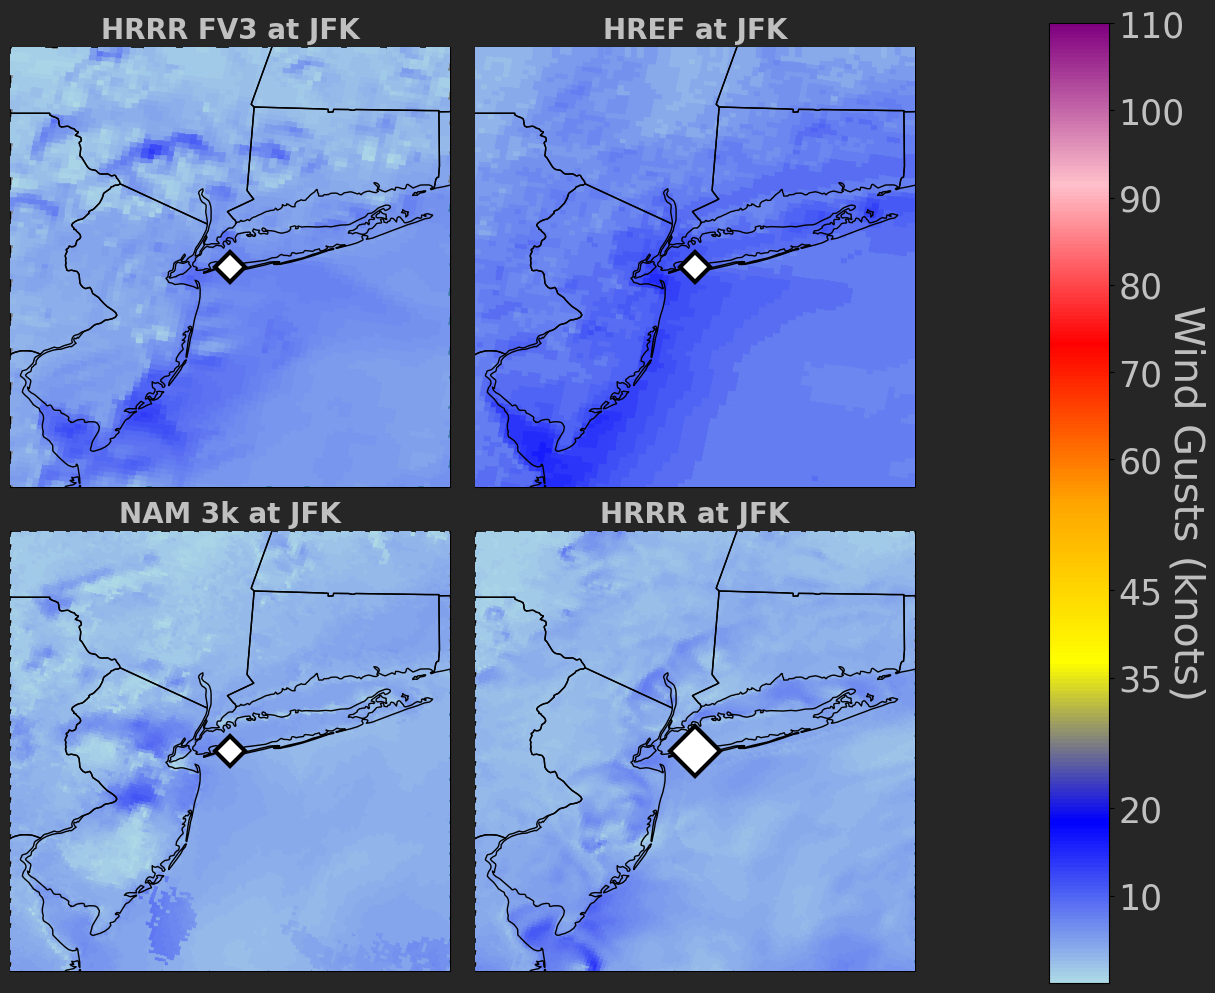 HRRR FV3 at JFK
HREF at JFK
NAM 3k at JFK
HRRR at JFK
110
100
90
80
70
60
45
35
20
10
Wind Gusts (knots)